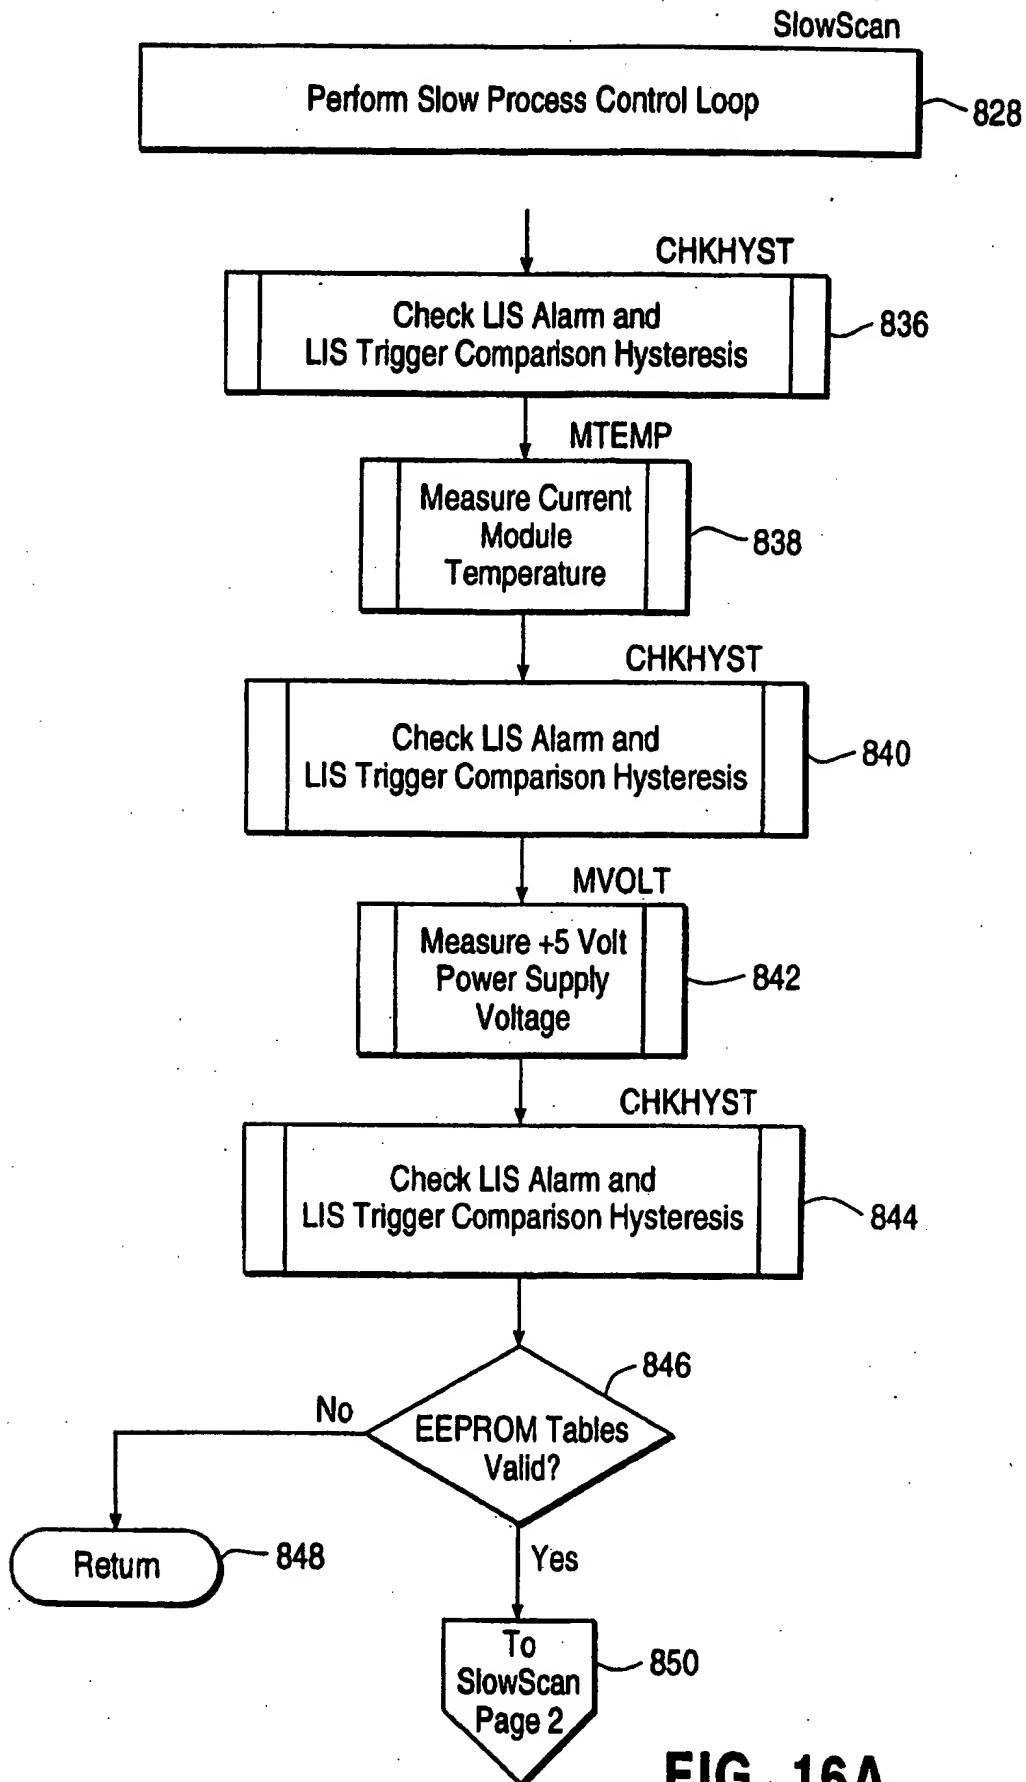 SlowScan
Perform Slow Process Control Loop
828
CHKHYST
Check LIS Alarm and
LIS Trigger Comparison Hysteresis
836
MTEMP
Measure Current
Module
Temperature
838
CHKHYST
Check LIS Alarm and
LIS Trigger Comparison Hysteresis
840
MVOLT
Measure +5 Volt
Power Supply
Voltage
842
CHKHYST
Check LIS Alarm and
LIS Trigger Comparison Hysteresis
844
846
No
EEPROM Tables
Valid?
Return
848
Yes
To
SlowScan
Page 2
850
FIG. 16A